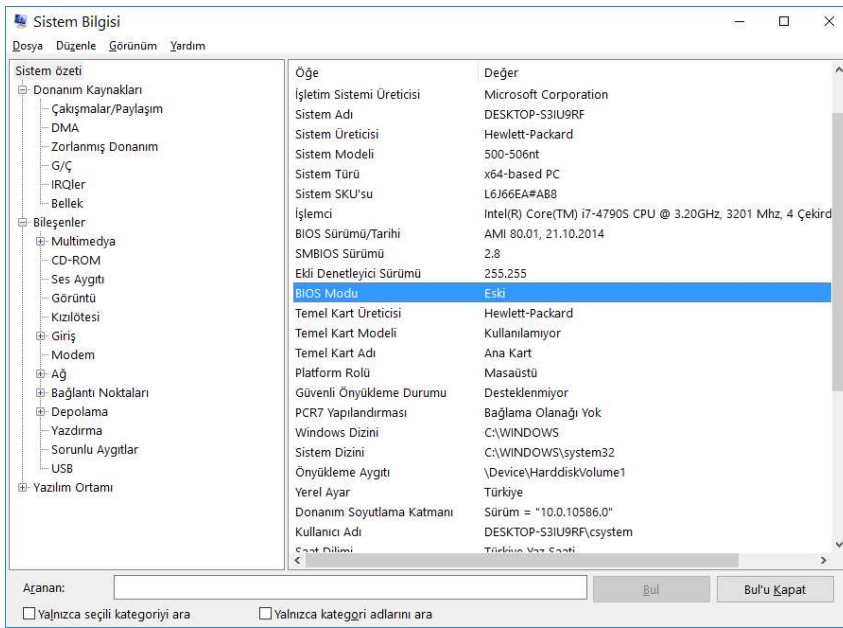 Sistem Bilgisi
Dosya Düzenle Görünüm Yardım
Sistem özeti
Donanım Kaynakları
Çakışmalar/Paylaşım
DMA
Zorlanmış Donanım
G/Ç
IRQler
Bellek
Bileşenler
Multimedya
CD-ROM
Ses Aygıtı
Görüntü
Kızılötesi
Giriş
Modem
Ağ
Bağlantı Noktaları
Depolama
Yazdırma
Sorunlu Aygıtlar
USB
Yazılım Ortamı
Öğe Değer
İşletim Sistemi Üreticisi Microsoft Corporation
Sistem Adı DESKTOP-S3IU9RF
Sistem Üreticisi Hewlett-Packard
Sistem Modeli 500-506nt
Sistem Türü x64-based PC
Sistem SKU'su L6J66EA#AB8
İşlemci Intel(R) Core(TM) i7-4790S CPU @ 3.20GHz, 3201 Mhz, 4 Çekird
BIOS Sürümü/Tarihi AMI 80.01, 21.10.2014
SMBIOS Sürümü 2.8
Ekli Denetleyici Sürümü 255.255
BIOS Modu Eski
Temel Kart Üreticisi Hewlett-Packard
Temel Kart Modeli Kullanılamıyor
Temel Kart Adı Ana Kart
Platform Rolü Masaüstü
Güvenli Önyükleme Durumu Desteklenmiyor
PCR7 Yapılandırması Bağlama Olanağı Yok
Windows Dizini C:\WINDOWS
Sistem Dizini C:\WINDOWS\system32
Önyükleme Aygıtı \Device\HarddiskVolume1
Yerel Ayar Türkiye
Donanım Soyutlama Katmanı Sürüm = "10.0.10586.0"
Kullanıcı Adı DESKTOP-S3IU9RF\csystem
Saat Dilimi Türkiye Yaz Saati
Aranan: Bul Bul'u Kapat
Yalnızca seçili kategoriyi ara Yalnızca kategori adlarını ara